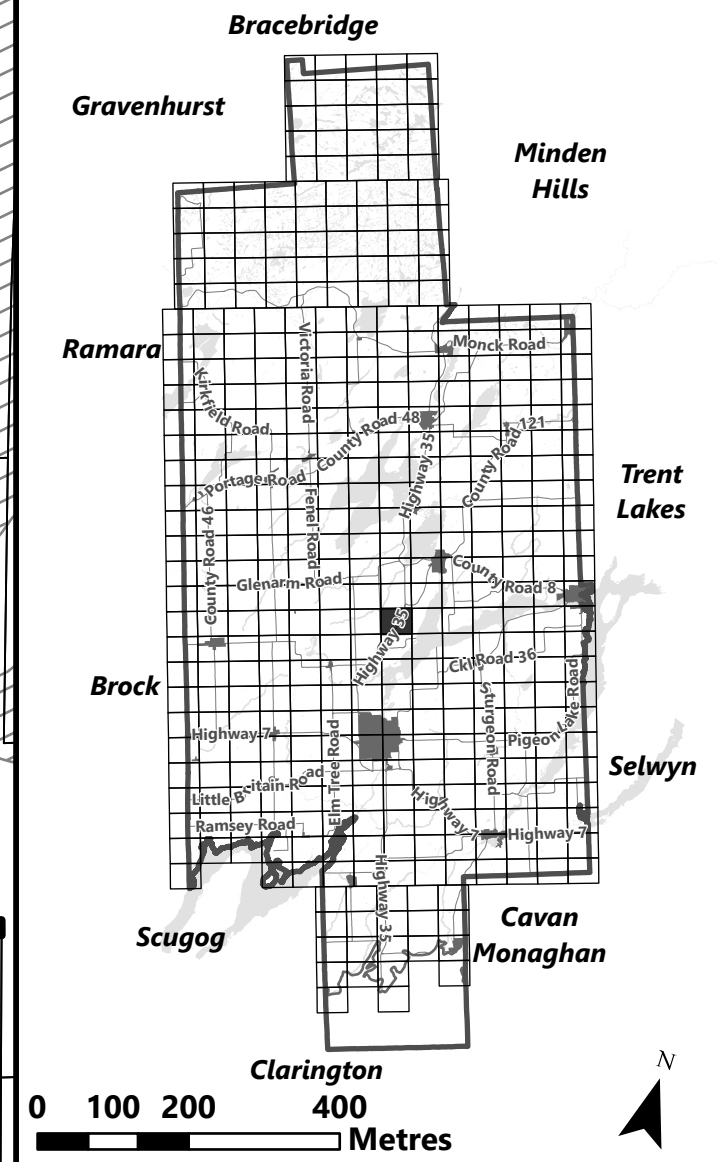 Bracebridge
Gravenhurst
Minden
Hills
Ramara
Monck Road
Victoria Road
Kirkfield Road
County Road 48
County Road 121
Highway 35
Portage Road
Trent
Lakes
County Road 46
Fenel Road
Glenarm Road
County Road 8
Highway 35
Ckl Road 36
Brock
Pigeon Lake Road
Sturgeon Road
Highway 7
Elm Tree Road
Selwyn
Little Britain Road
Ramsey Road
Highway 7
Highway 7
Highway 35
Scugog
Cavan
Monaghan
Clarington
N
0 100 200 400
Metres